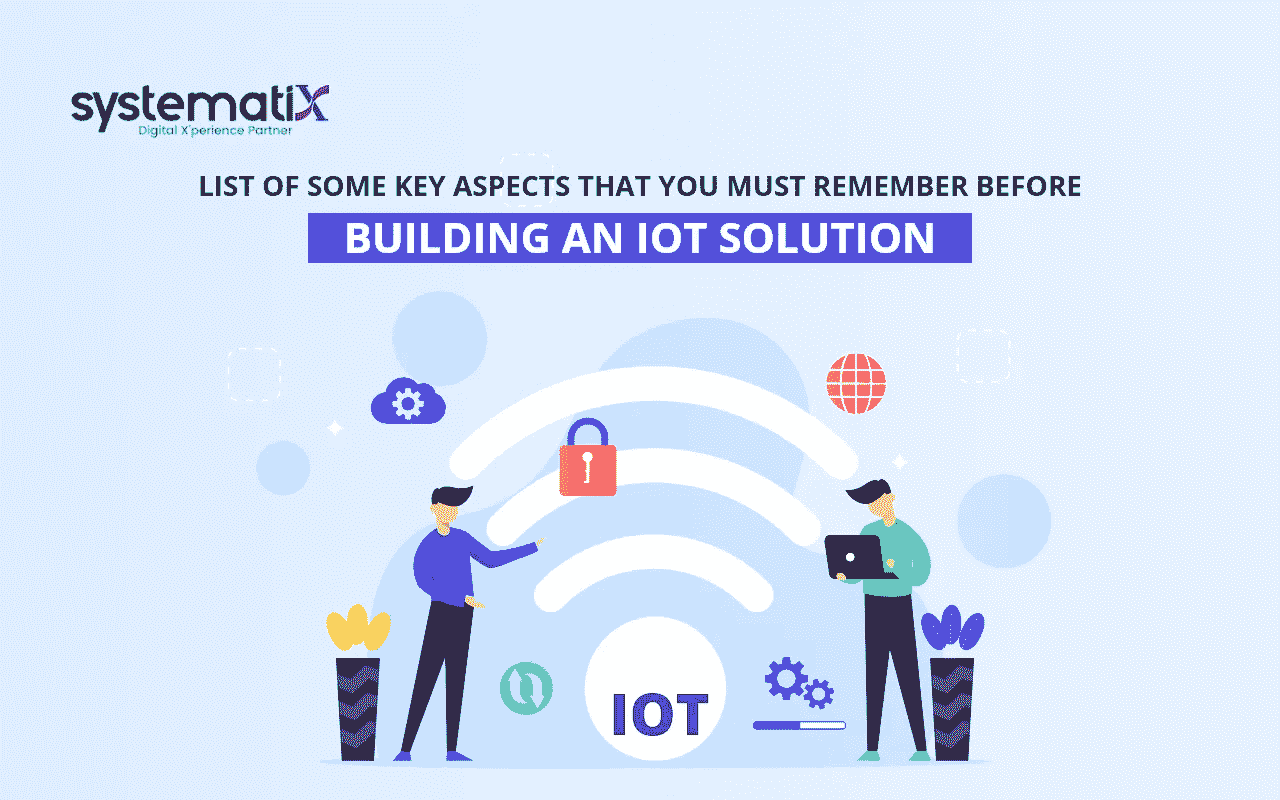 systematiX
Digital X'perience Partner
LIST OF SOME KEY ASPECTS THAT YOU MUST REMEMBER BEFORE
BUILDING AN IOT SOLUTION
IOT